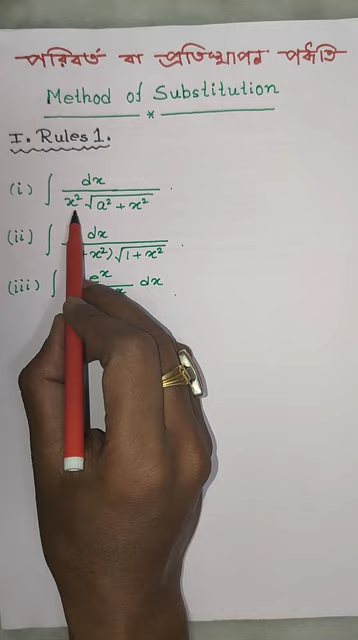 পরিবর্ত বা প্রতিস্থাপন পদ্ধতি
Method of Substitution
*
I. Rules 1.
(i) ∫ dx / x² √(a² + x²) .
(ii) ∫ dx / + x²) √(1 + x²)
(iii) ∫ eˣ dx .